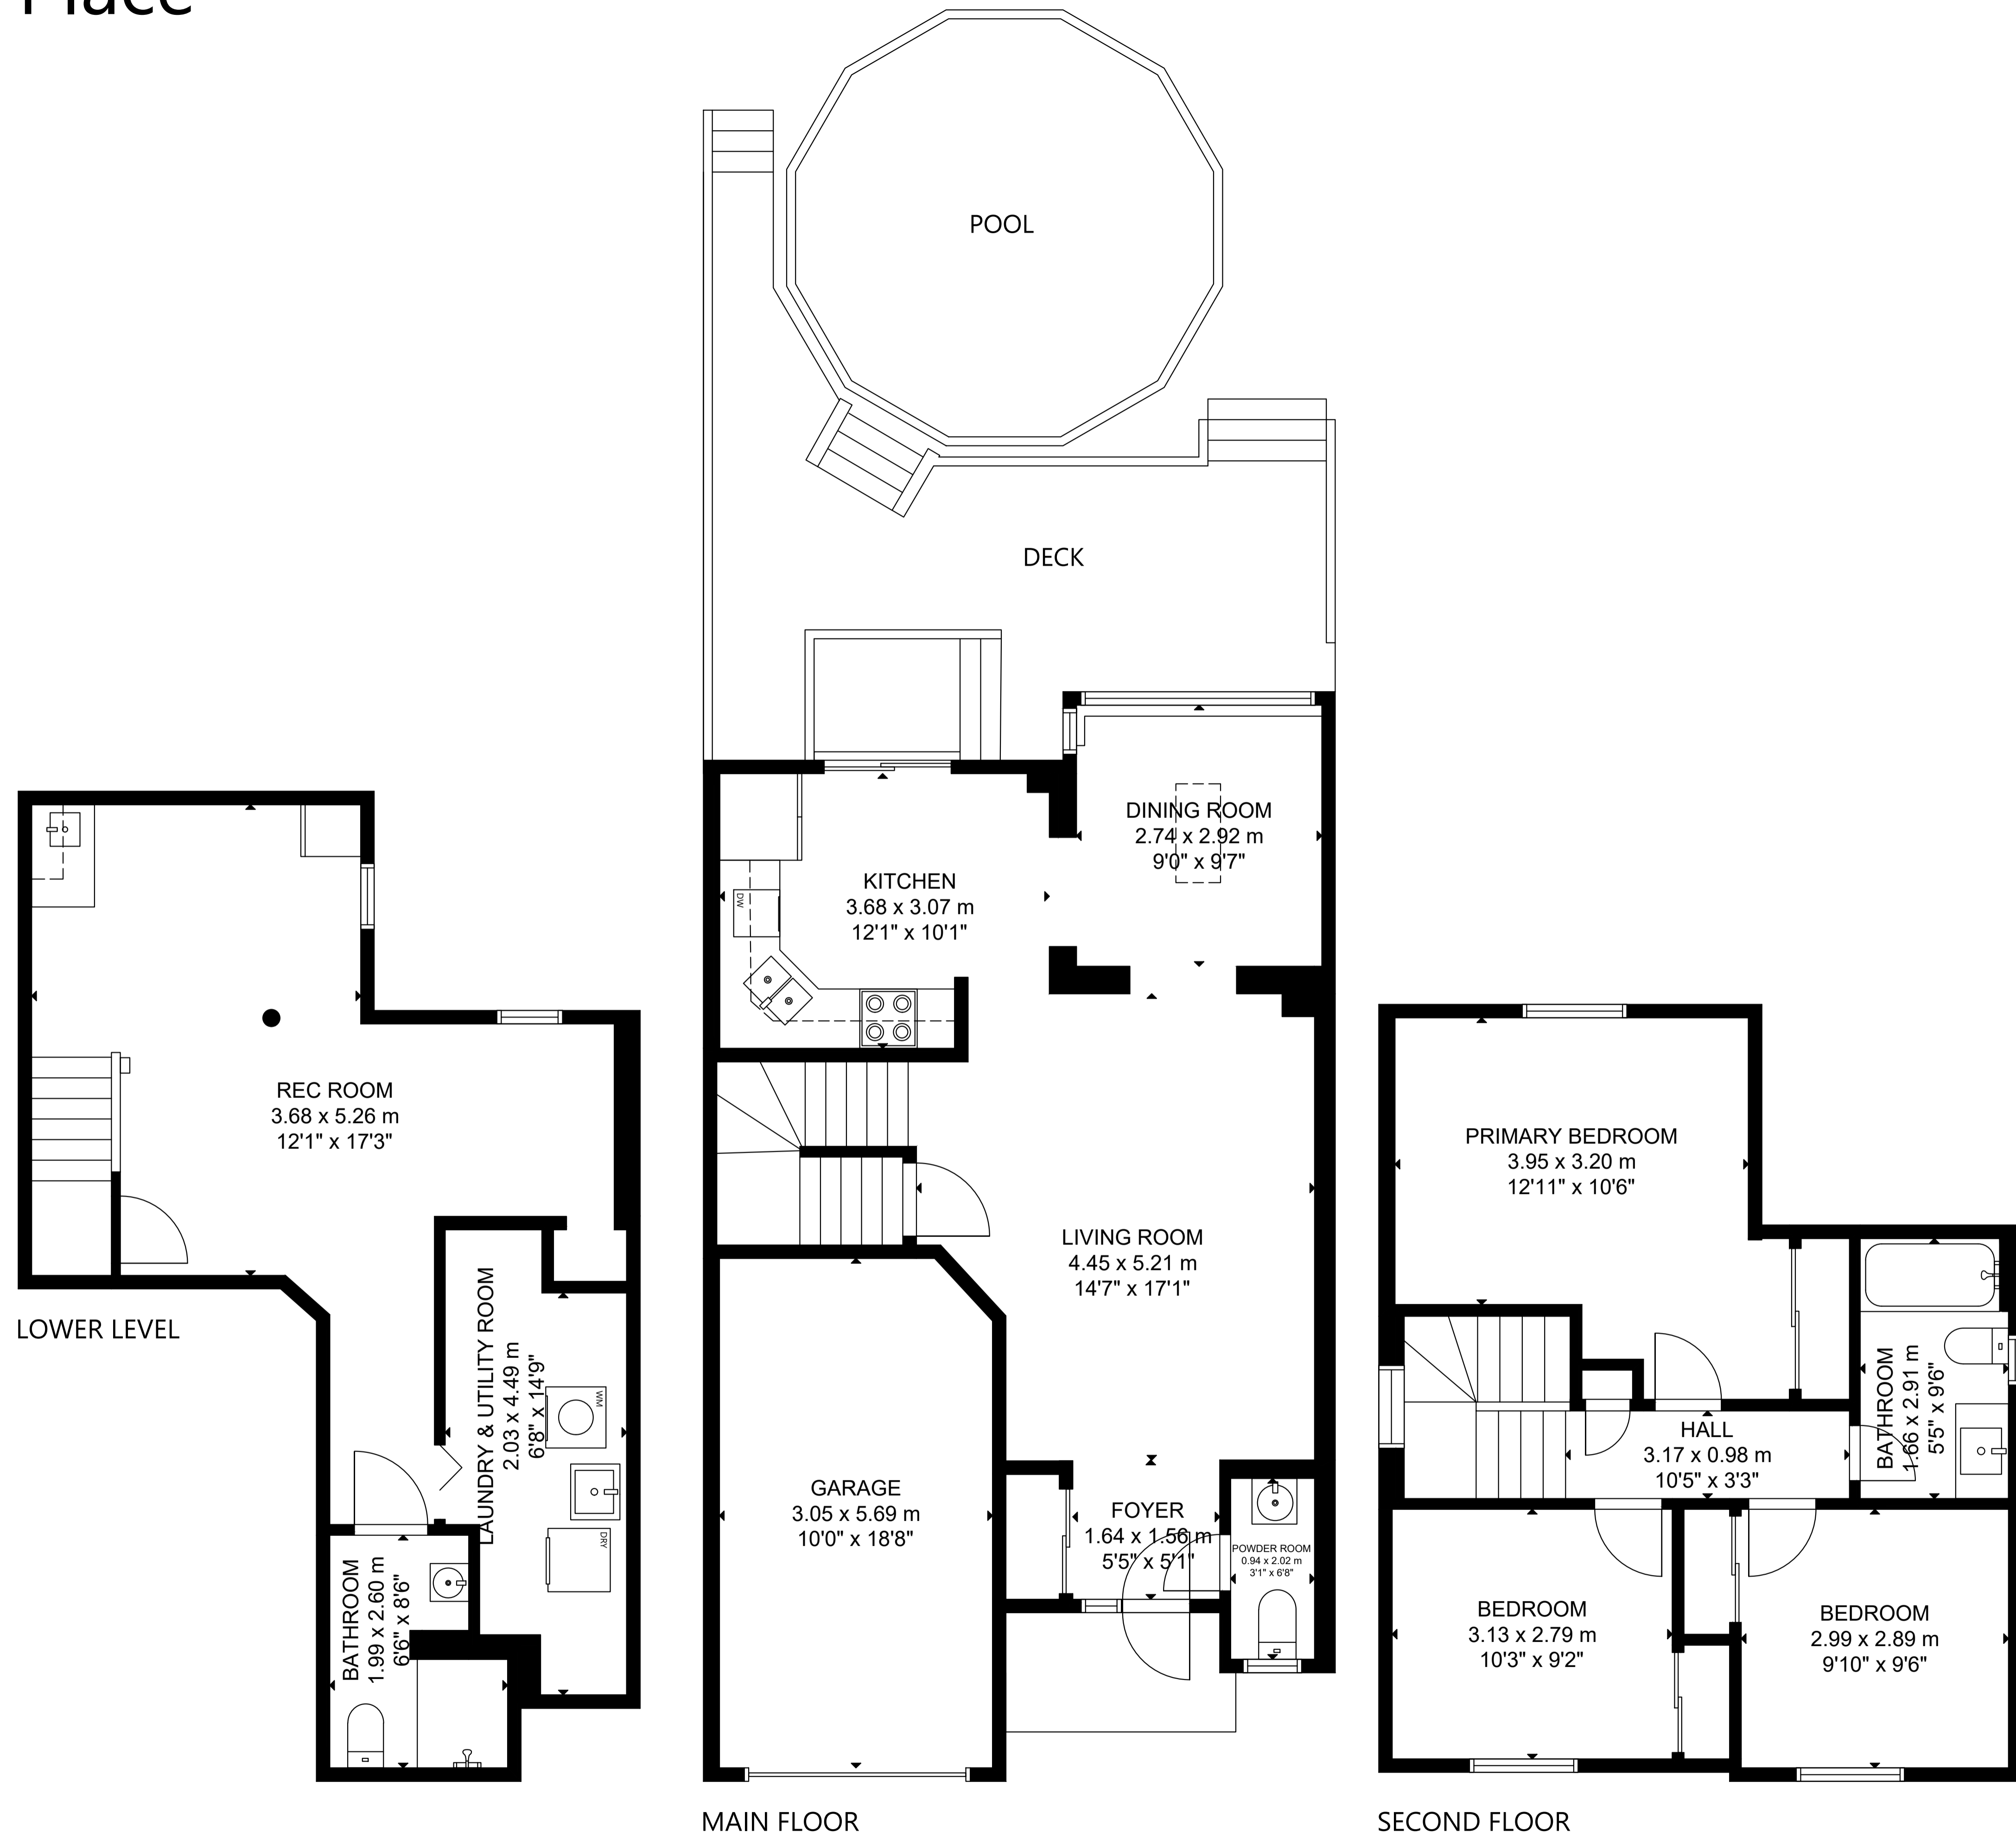 Place
POOL
DECK
DINING ROOM
2.74 x 2.92 m
9'0" x 9'7"
KITCHEN
3.68 x 3.07 m
12'1" x 10'1"
DW
LIVING ROOM
4.45 x 5.21 m
14'7" x 17'1"
GARAGE
3.05 x 5.69 m
10'0" x 18'8"
FOYER
1.64 x 1.56 m
5'5" x 5'1"
POWDER ROOM
0.94 x 2.02 m
3'1" x 6'8"
MAIN FLOOR
REC ROOM
3.68 x 5.26 m
12'1" x 17'3"
LAUNDRY & UTILITY ROOM
2.03 x 4.49 m
6'8" x 14'9"
WM
DRY
BATHROOM
1.99 x 2.60 m
6'6" x 8'6"
LOWER LEVEL
PRIMARY BEDROOM
3.95 x 3.20 m
12'11" x 10'6"
BATHROOM
1.66 x 2.91 m
5'5" x 9'6"
HALL
3.17 x 0.98 m
10'5" x 3'3"
BEDROOM
3.13 x 2.79 m
10'3" x 9'2"
BEDROOM
2.99 x 2.89 m
9'10" x 9'6"
SECOND FLOOR